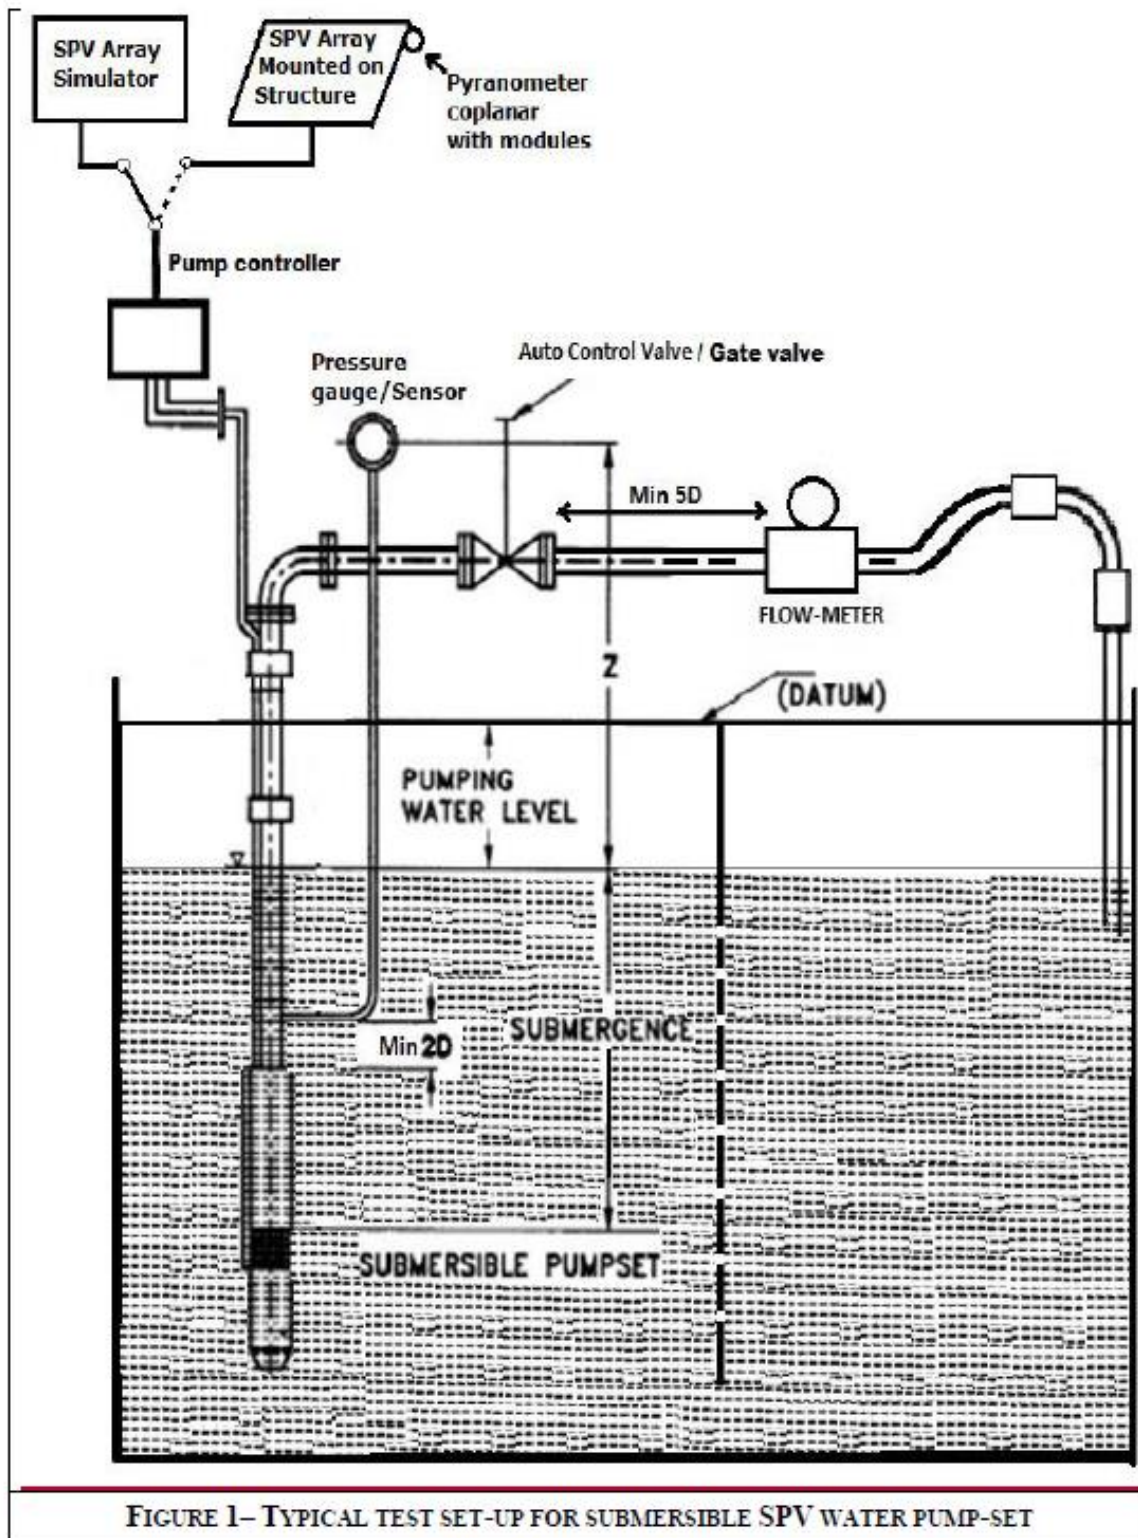 SPV Array
Simulator
SPV Array
Mounted on
Structure
Pyranometer
coplanar
with modules
Pump controller
Pressure
gauge/Sensor
Auto Control Valve / Gate valve
Min 5D
FLOW-METER
Z
(DATUM)
PUMPING
WATER LEVEL
SUBMERGENCE
Min 2D
SUBMERSIBLE PUMPSET
FIGURE 1– TYPICAL TEST SET-UP FOR SUBMERSIBLE SPV WATER PUMP-SET